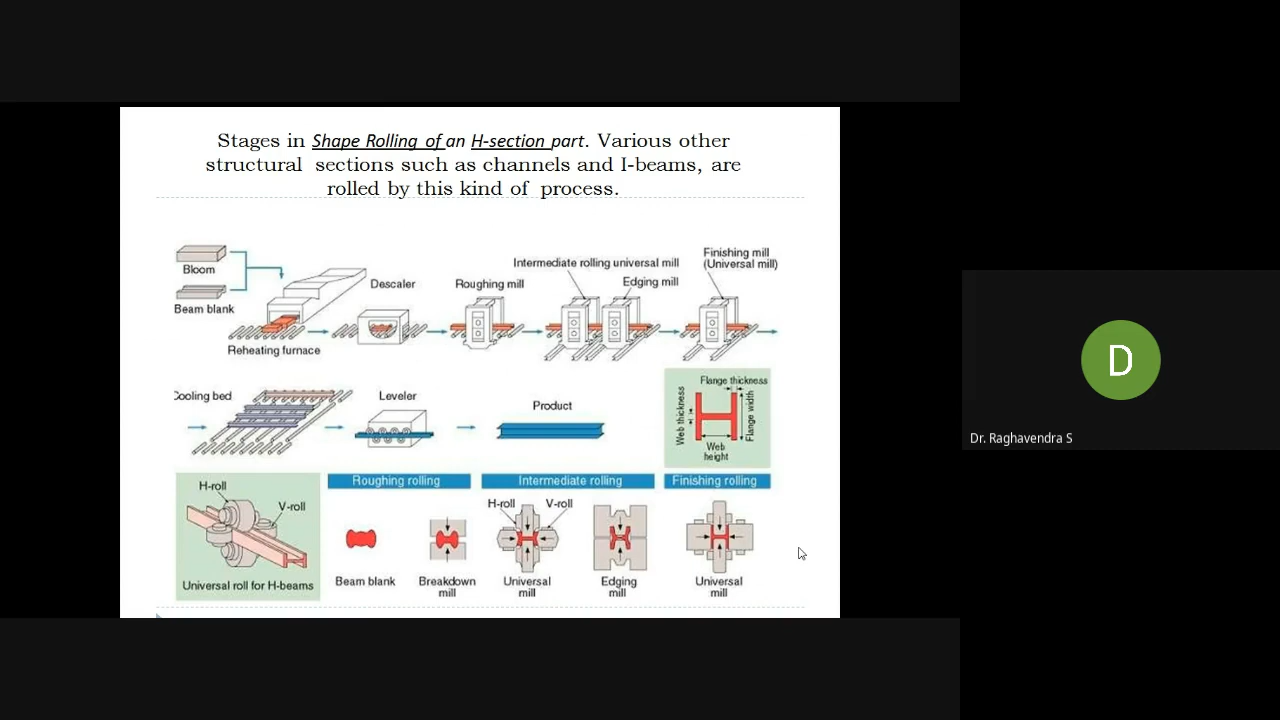 Stages in Shape Rolling of an H-section part. Various other
structural sections such as channels and I-beams, are
rolled by this kind of process.
Bloom
Beam blank
Reheating furnace
Descaler
Roughing mill
Intermediate rolling universal mill
Edging mill
Finishing mill
(Universal mill)
Cooling bed
Leveler
Product
Flange thickness
Web thickness
Flange width
Web
height
H-roll
V-roll
Universal roll for H-beams
Roughing rolling
Intermediate rolling
Finishing rolling
H-roll
V-roll
Beam blank
Breakdown
mill
Universal
mill
Edging
mill
Universal
mill
D
Dr. Raghavendra S